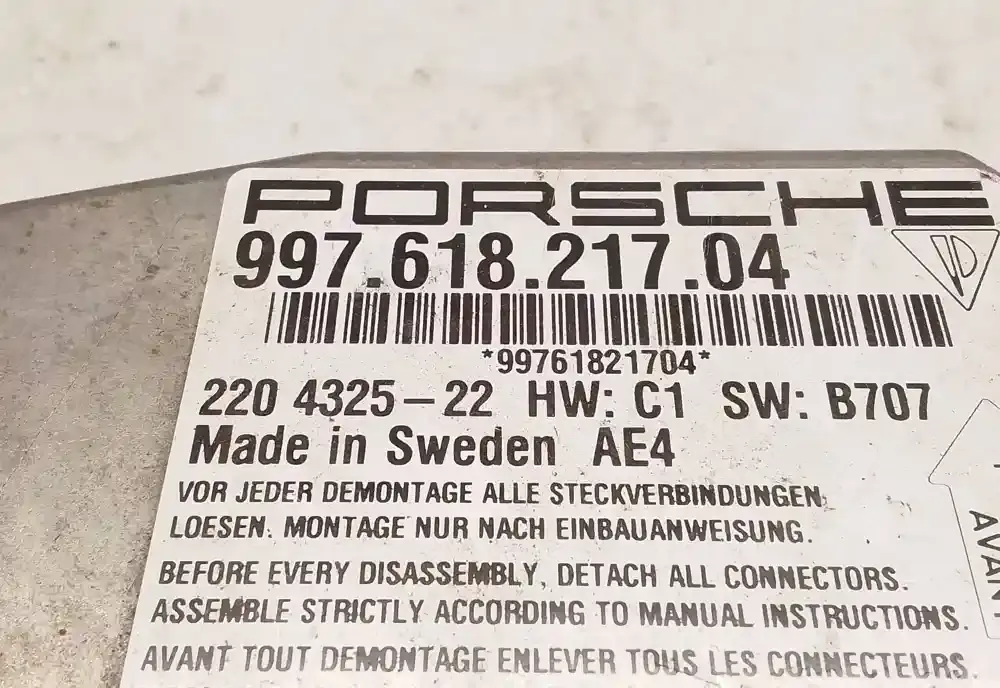 PORSCHE
997.618.217.04
*99761821704*
220 4325-22 HW: C1 SW: B707
Made in Sweden AE4
VOR JEDER DEMONTAGE ALLE STECKVERBINDUNGEN
LOESEN. MONTAGE NUR NACH EINBAUANWEISUNG.
BEFORE EVERY DISASSEMBLY, DETACH ALL CONNECTORS.
ASSEMBLE STRICTLY ACCORDING TO MANUAL INSTRUCTIONS.
AVANT TOUT DEMONTAGE ENLEVER TOUS LES CONNECTEURS.